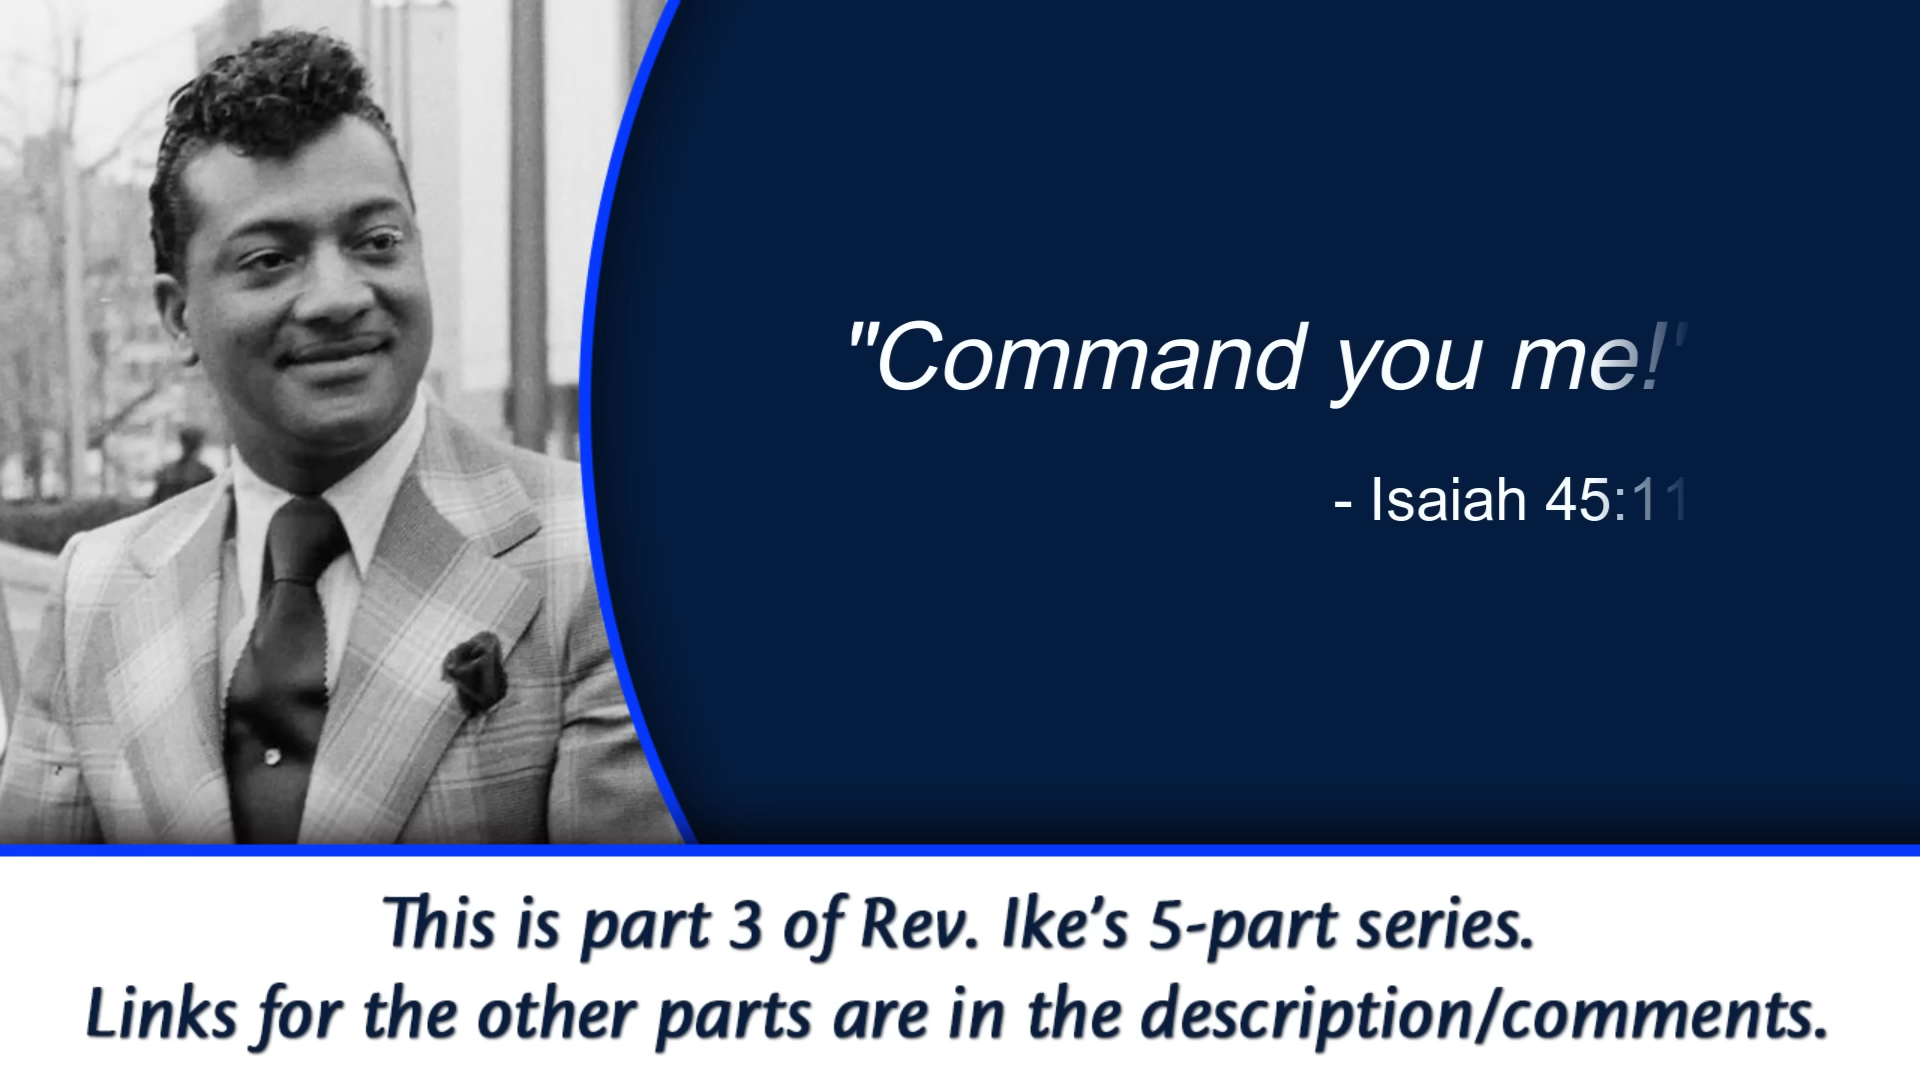 "Command you me!"
- Isaiah 45:11
This is part 3 of Rev. Ike’s 5-part series.
Links for the other parts are in the description/comments.